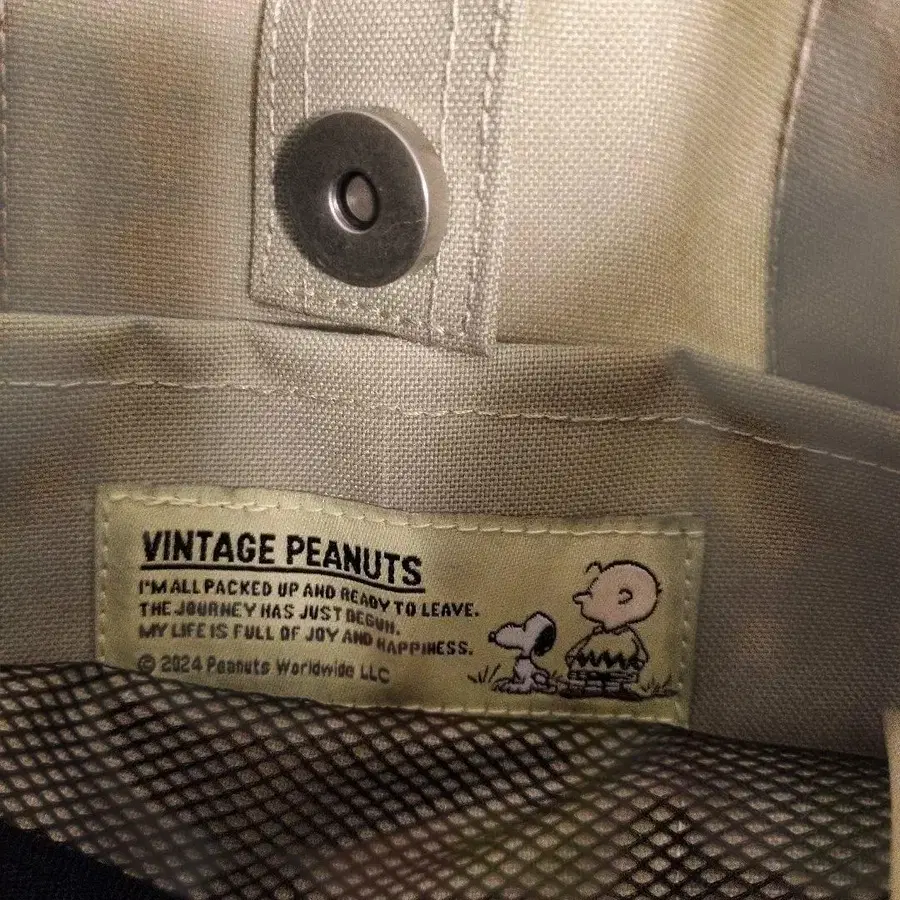 VINTAGE PEANUTS
I'M ALL PACKED UP AND READY TO LEAVE.
THE JOURNEY HAS JUST BEGUN.
MY LIFE IS FULL OF JOY AND HAPPINESS.
© 2024 Peanuts Worldwide LLC